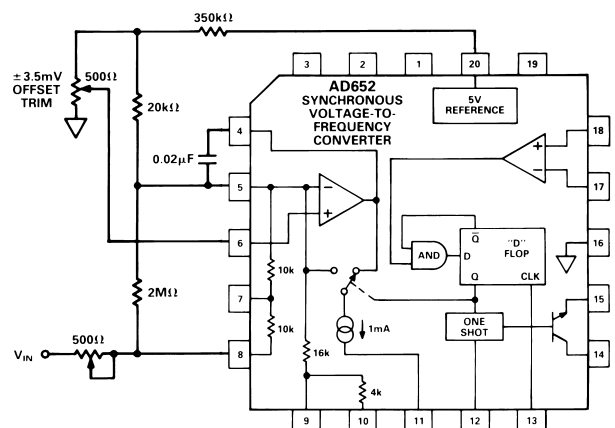 350kΩ
3
2
1
20
19
± 3.5mV
OFFSET
TRIM
500Ω
20kΩ
AD652
SYNCHRONOUS
VOLTAGE-TO-
FREQUENCY
CONVERTER
5V
REFERENCE
4
18
0.02μF
+
−
5
−
17
+
6
Q̄
"D"
FLOP
16
AND
D
10k
Q
CLK
2MΩ
7
15
10k
1mA
ONE
SHOT
500Ω
VIN
16k
8
14
4k
9
10
11
12
13